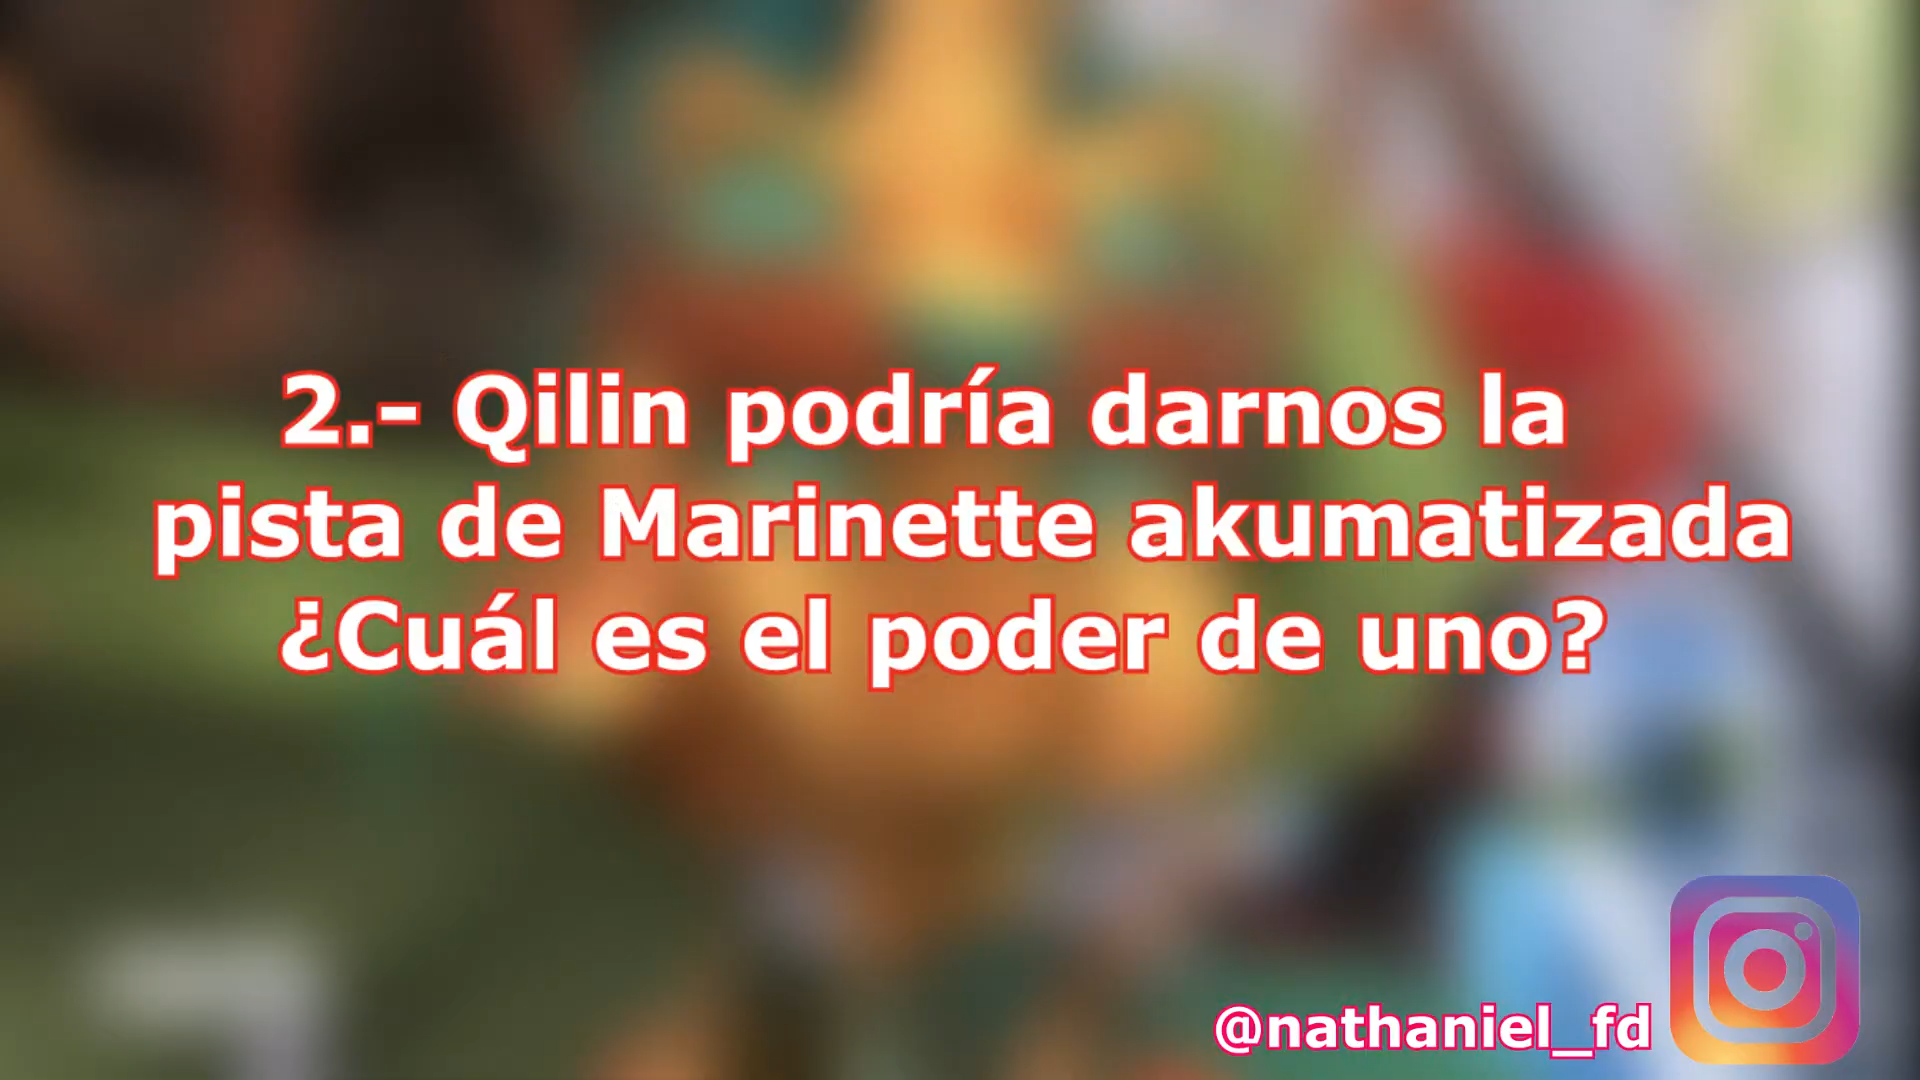 2.- Qilin podría darnos la
pista de Marinette akumatizada
¿Cuál es el poder de uno?
@nathaniel_fd